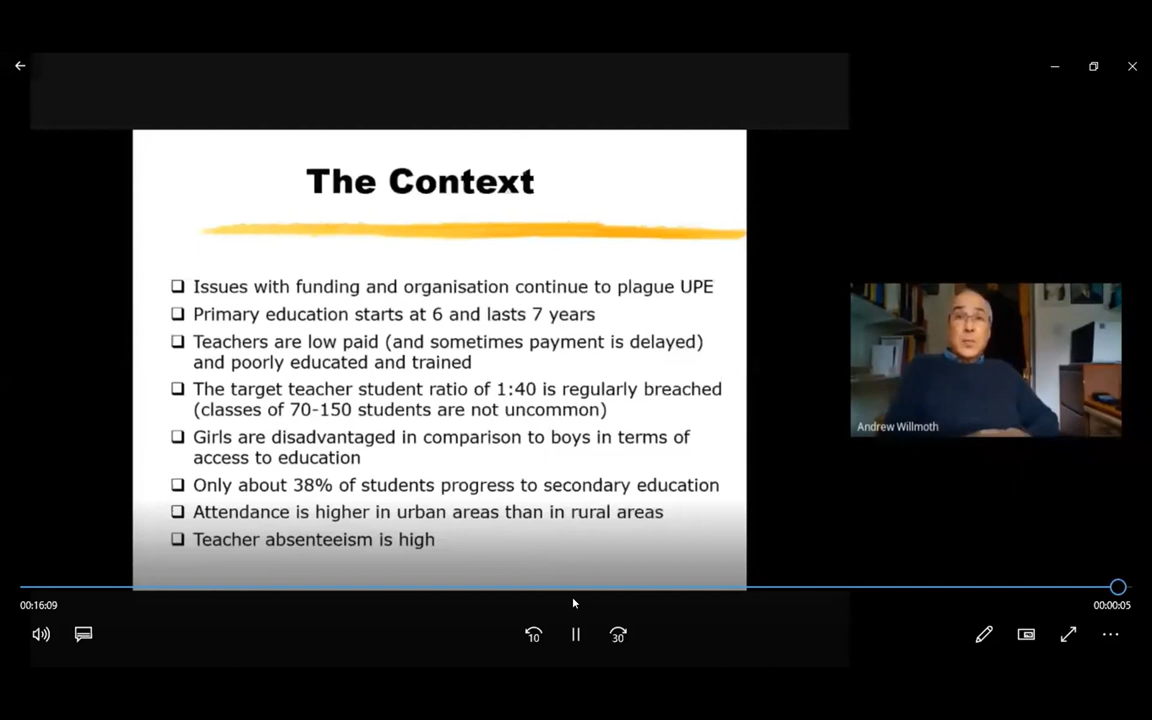 The Context
❑ Issues with funding and organisation continue to plague UPE
❑ Primary education starts at 6 and lasts 7 years
❑ Teachers are low paid (and sometimes payment is delayed)
and poorly educated and trained
❑ The target teacher student ratio of 1:40 is regularly breached
(classes of 70-150 students are not uncommon)
❑ Girls are disadvantaged in comparison to boys in terms of
access to education
❑ Only about 38% of students progress to secondary education
❑ Attendance is higher in urban areas than in rural areas
❑ Teacher absenteeism is high
Andrew Willmoth
00:16:09
00:00:05
10
30